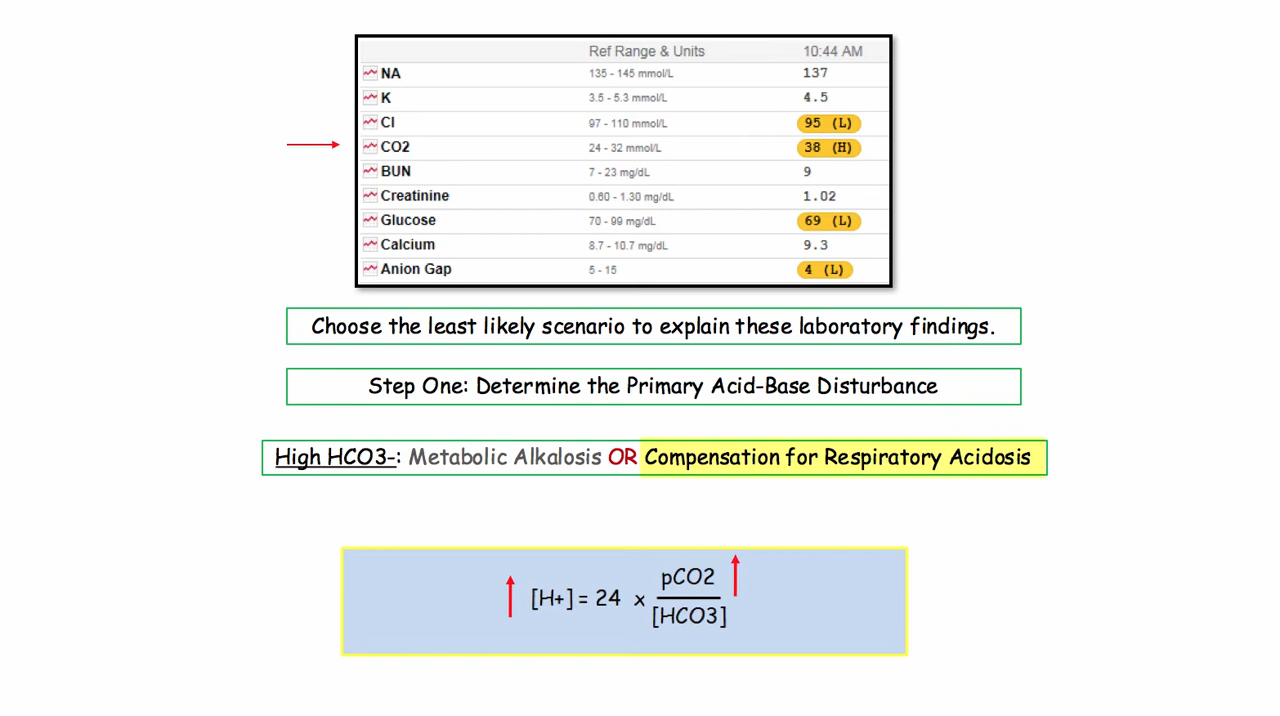 Ref Range & Units 10:44 AM
NA 135 - 145 mmol/L 137
K 3.5 - 5.3 mmol/L 4.5
Cl 97 - 110 mmol/L 95 (L)
CO2 24 - 32 mmol/L 38 (H)
BUN 7 - 23 mg/dL 9
Creatinine 0.60 - 1.30 mg/dL 1.02
Glucose 70 - 99 mg/dL 69 (L)
Calcium 8.7 - 10.7 mg/dL 9.3
Anion Gap 5 - 15 4 (L)
Choose the least likely scenario to explain these laboratory findings.
Step One: Determine the Primary Acid-Base Disturbance
High HCO3-: Metabolic Alkalosis OR Compensation for Respiratory Acidosis
pCO2
[H+] = 24 x
[HCO3]